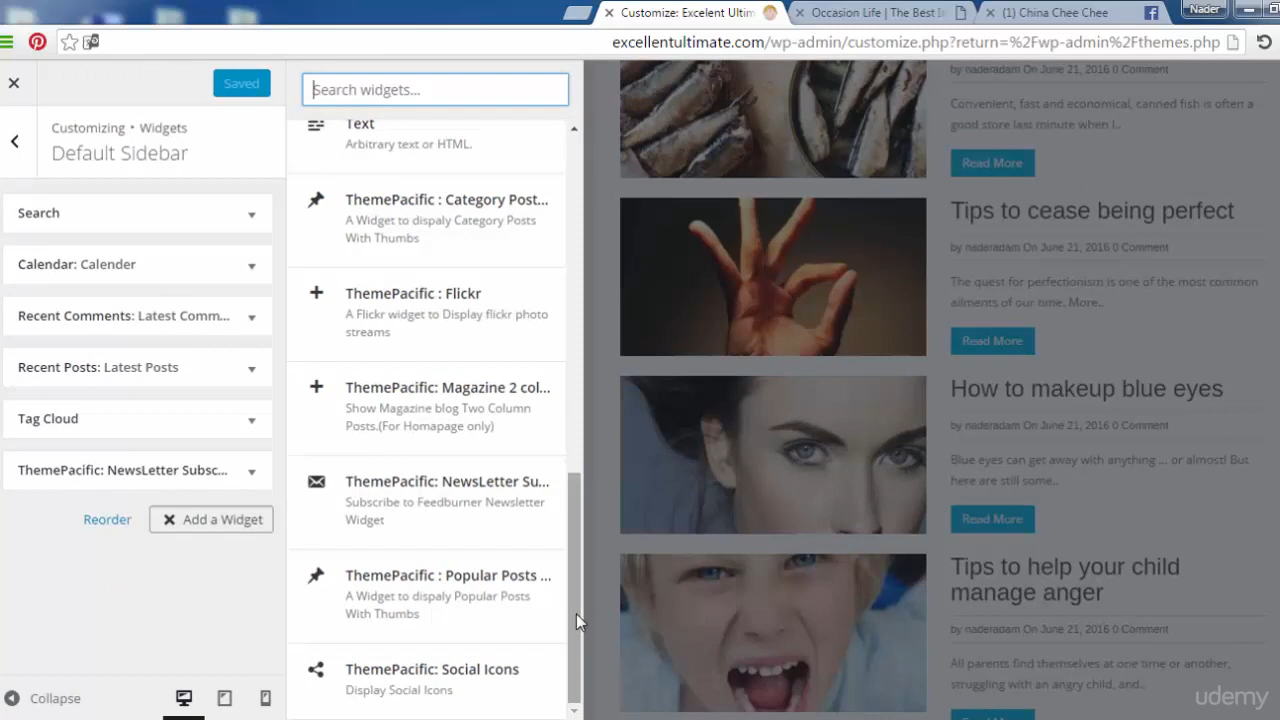 Customize: Excelent Ultim
Occasion Life | The Best I
(1) China Chee Chee
Nader
excellentultimate.com/wp-admin/customize.php?return=%2Fwp-admin%2Fthemes.php
Saved
Customizing • Widgets
Default Sidebar
Search
Calendar: Calender
Recent Comments: Latest Comm...
Recent Posts: Latest Posts
Tag Cloud
ThemePacific: NewsLetter Subsc...
Reorder
Add a Widget
Collapse
Search widgets...
Text
Arbitrary text or HTML.
ThemePacific : Category Post...
A Widget to dispaly Category Posts
With Thumbs
ThemePacific : Flickr
A Flickr widget to Display flickr photo
streams
ThemePacific: Magazine 2 col...
Show Magazine blog Two Column
Posts.(For Homapage only)
ThemePacific: NewsLetter Su...
Subscribe to Feedburner Newsletter
Widget
ThemePacific : Popular Posts ...
A Widget to dispaly Popular Posts
With Thumbs
ThemePacific: Social Icons
Display Social Icons
by naderadam On June 21, 2016 0 Comment
Convenient, fast and economical, canned fish is often a
good store last minute when I..
Read More
Tips to cease being perfect
by naderadam On June 21, 2016 0 Comment
The quest for perfectionism is one of the most common
ailments of our time. More..
Read More
How to makeup blue eyes
by naderadam On June 21, 2016 0 Comment
Blue eyes can get away with anything ... or almost! But
here are still some..
Read More
Tips to help your child
manage anger
by naderadam On June 21, 2016 0 Comment
All parents find themselves at one time or another,
struggling with an angry child, and..
udemy